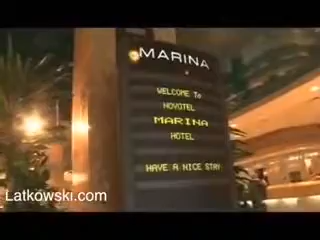 MARINA
WELCOME To
NOVOTEL
MARINA
HOTEL
HAVE A NICE STAY
Latkowski.com